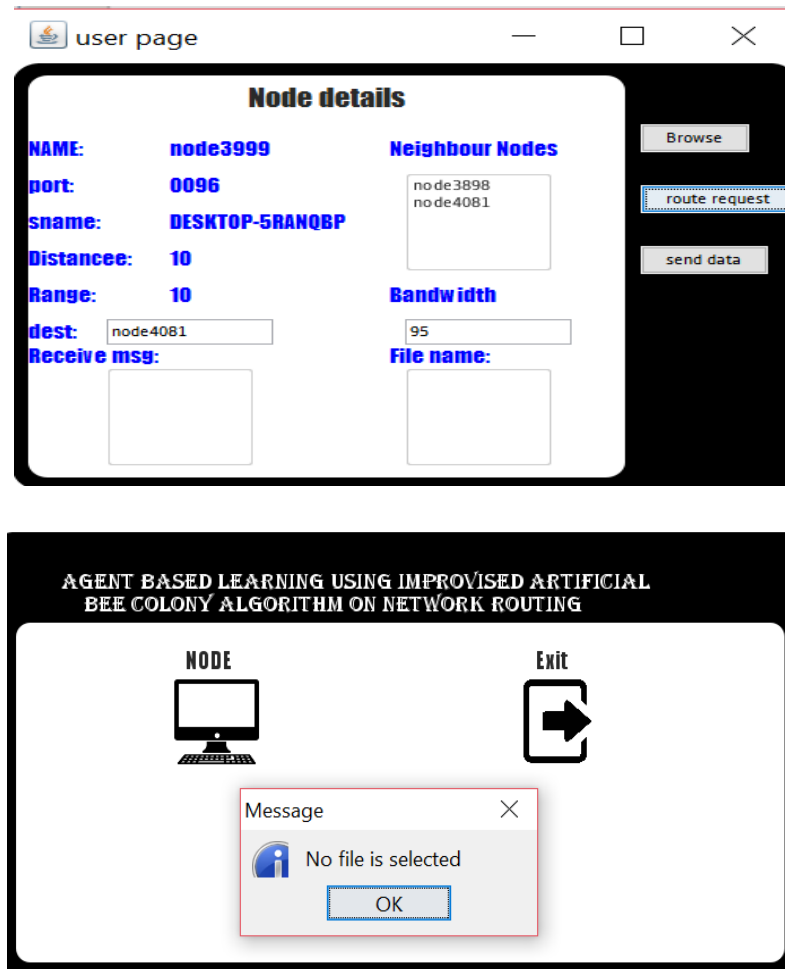 user page
Node details
NAME: node3999 Neighbour Nodes
port: 0096
node3898
node4081
sname: DESKTOP-5RANQBP
Distancee: 10
Range: 10 Bandwidth
dest: node4081 95
Receive msg: File name:
Browse
route request
send data
AGENT BASED LEARNING USING IMPROVISED ARTIFICIAL
BEE COLONY ALGORITHM ON NETWORK ROUTING
NODE Exit
Message
No file is selected
OK